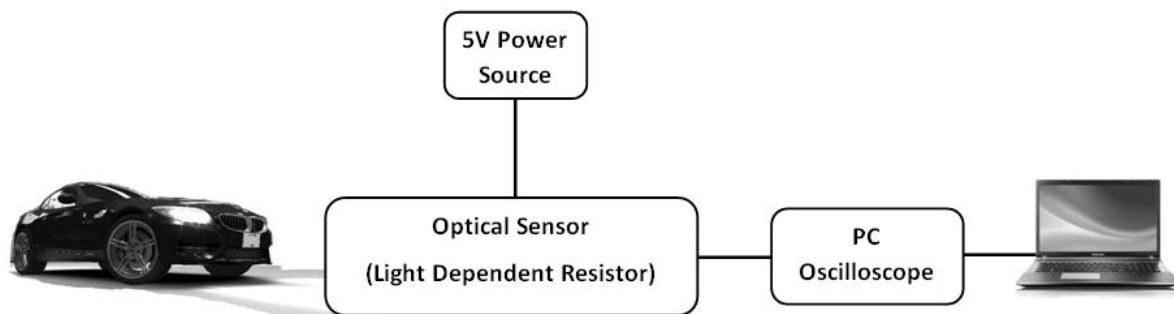 5V Power
Source
Optical Sensor
(Light Dependent Resistor)
PC
Oscilloscope